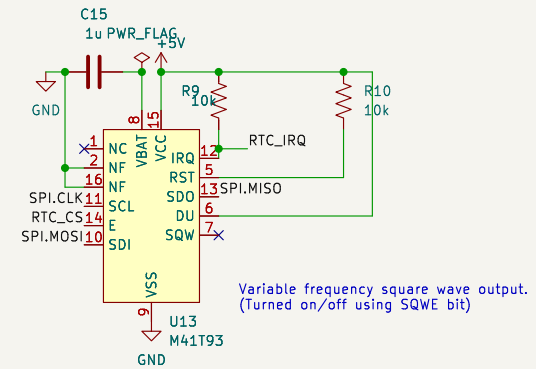 C15
1u PWR_FLAG
+5V
GND
R9
10k
R10
10k
RTC_IRQ
8
15
VBAT
VCC
1 NC
2 NF
16 NF
SPI.CLK 11 SCL
RTC_CS 14 E
SPI.MOSI 10 SDI
IRQ 12
RST 5
SDO 13 SPI.MISO
DU 6
SQW 7
VSS
9
U13
M41T93
GND
Variable frequency square wave output.
(Turned on/off using SQWE bit)